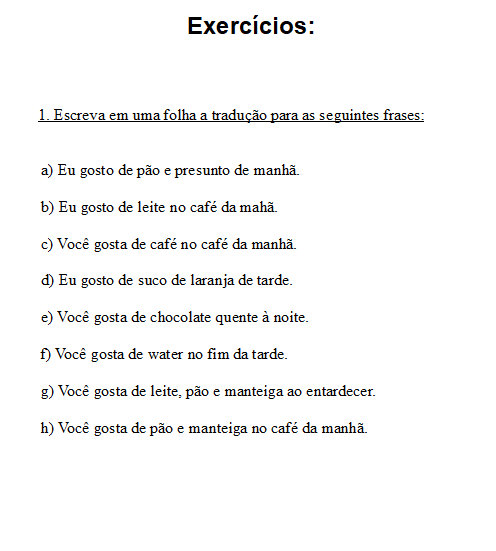 Exercícios:
1. Escreva em uma folha a tradução para as seguintes frases:
a) Eu gosto de pão e presunto de manhã.
b) Eu gosto de leite no café da mahã.
c) Você gosta de café no café da manhã.
d) Eu gosto de suco de laranja de tarde.
e) Você gosta de chocolate quente à noite.
f) Você gosta de water no fim da tarde.
g) Você gosta de leite, pão e manteiga ao entardecer.
h) Você gosta de pão e manteiga no café da manhã.